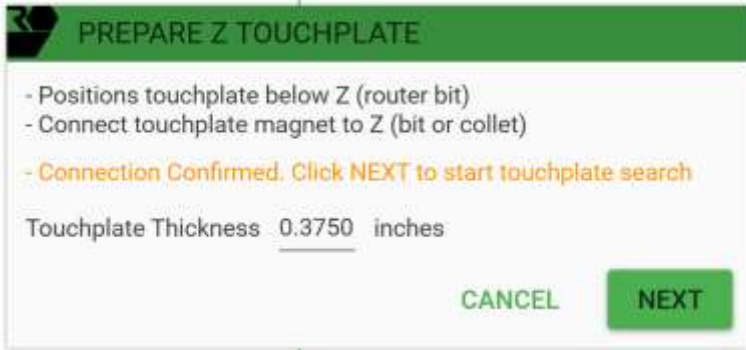 PREPARE Z TOUCHPLATE
- Positions touchplate below Z (router bit)
- Connect touchplate magnet to Z (bit or collet)
- Connection Confirmed. Click NEXT to start touchplate search
Touchplate Thickness 0.3750 inches
CANCEL NEXT